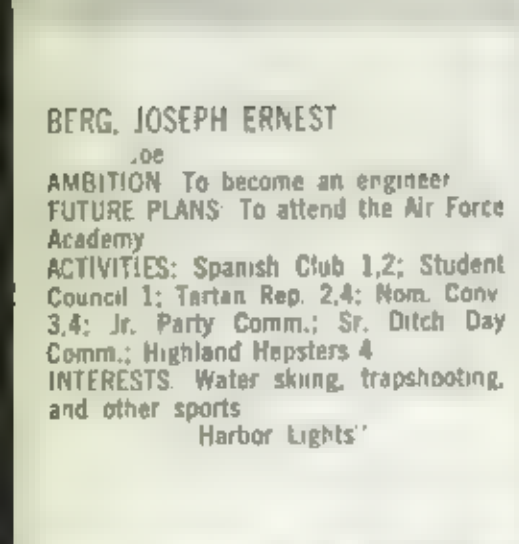 BERG, JOSEPH ERNEST
.oe
AMBITION To become an engineer
FUTURE PLANS To attend the Air Force
Academy
ACTIVITIES: Spanish Club 1,2; Student
Council 1; Tartan Rep. 2,4; Nom. Conv
3,4; Jr. Party Comm.; Sr. Ditch Day
Comm.; Highland Hepsters 4
INTERESTS. Water skiing, trapshooting,
and other sports
Harbor Lights"